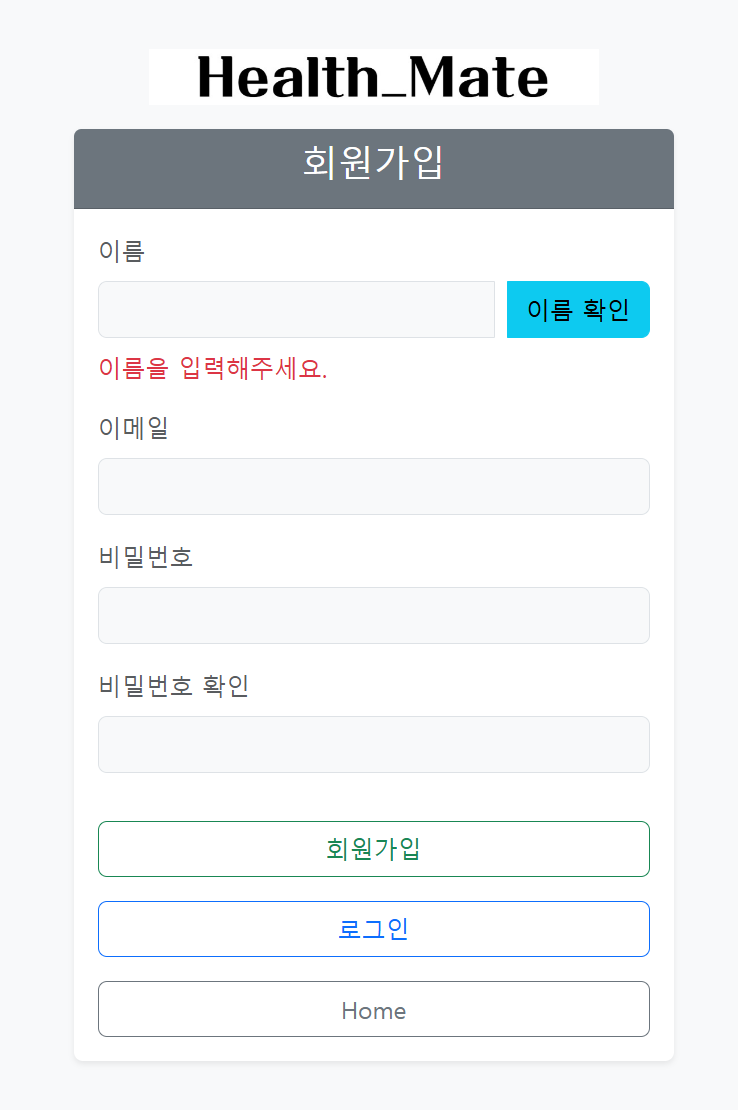 Health_Mate
회원가입
이름
이름 확인
이름을 입력해주세요.
이메일
비밀번호
비밀번호 확인
회원가입
로그인
Home